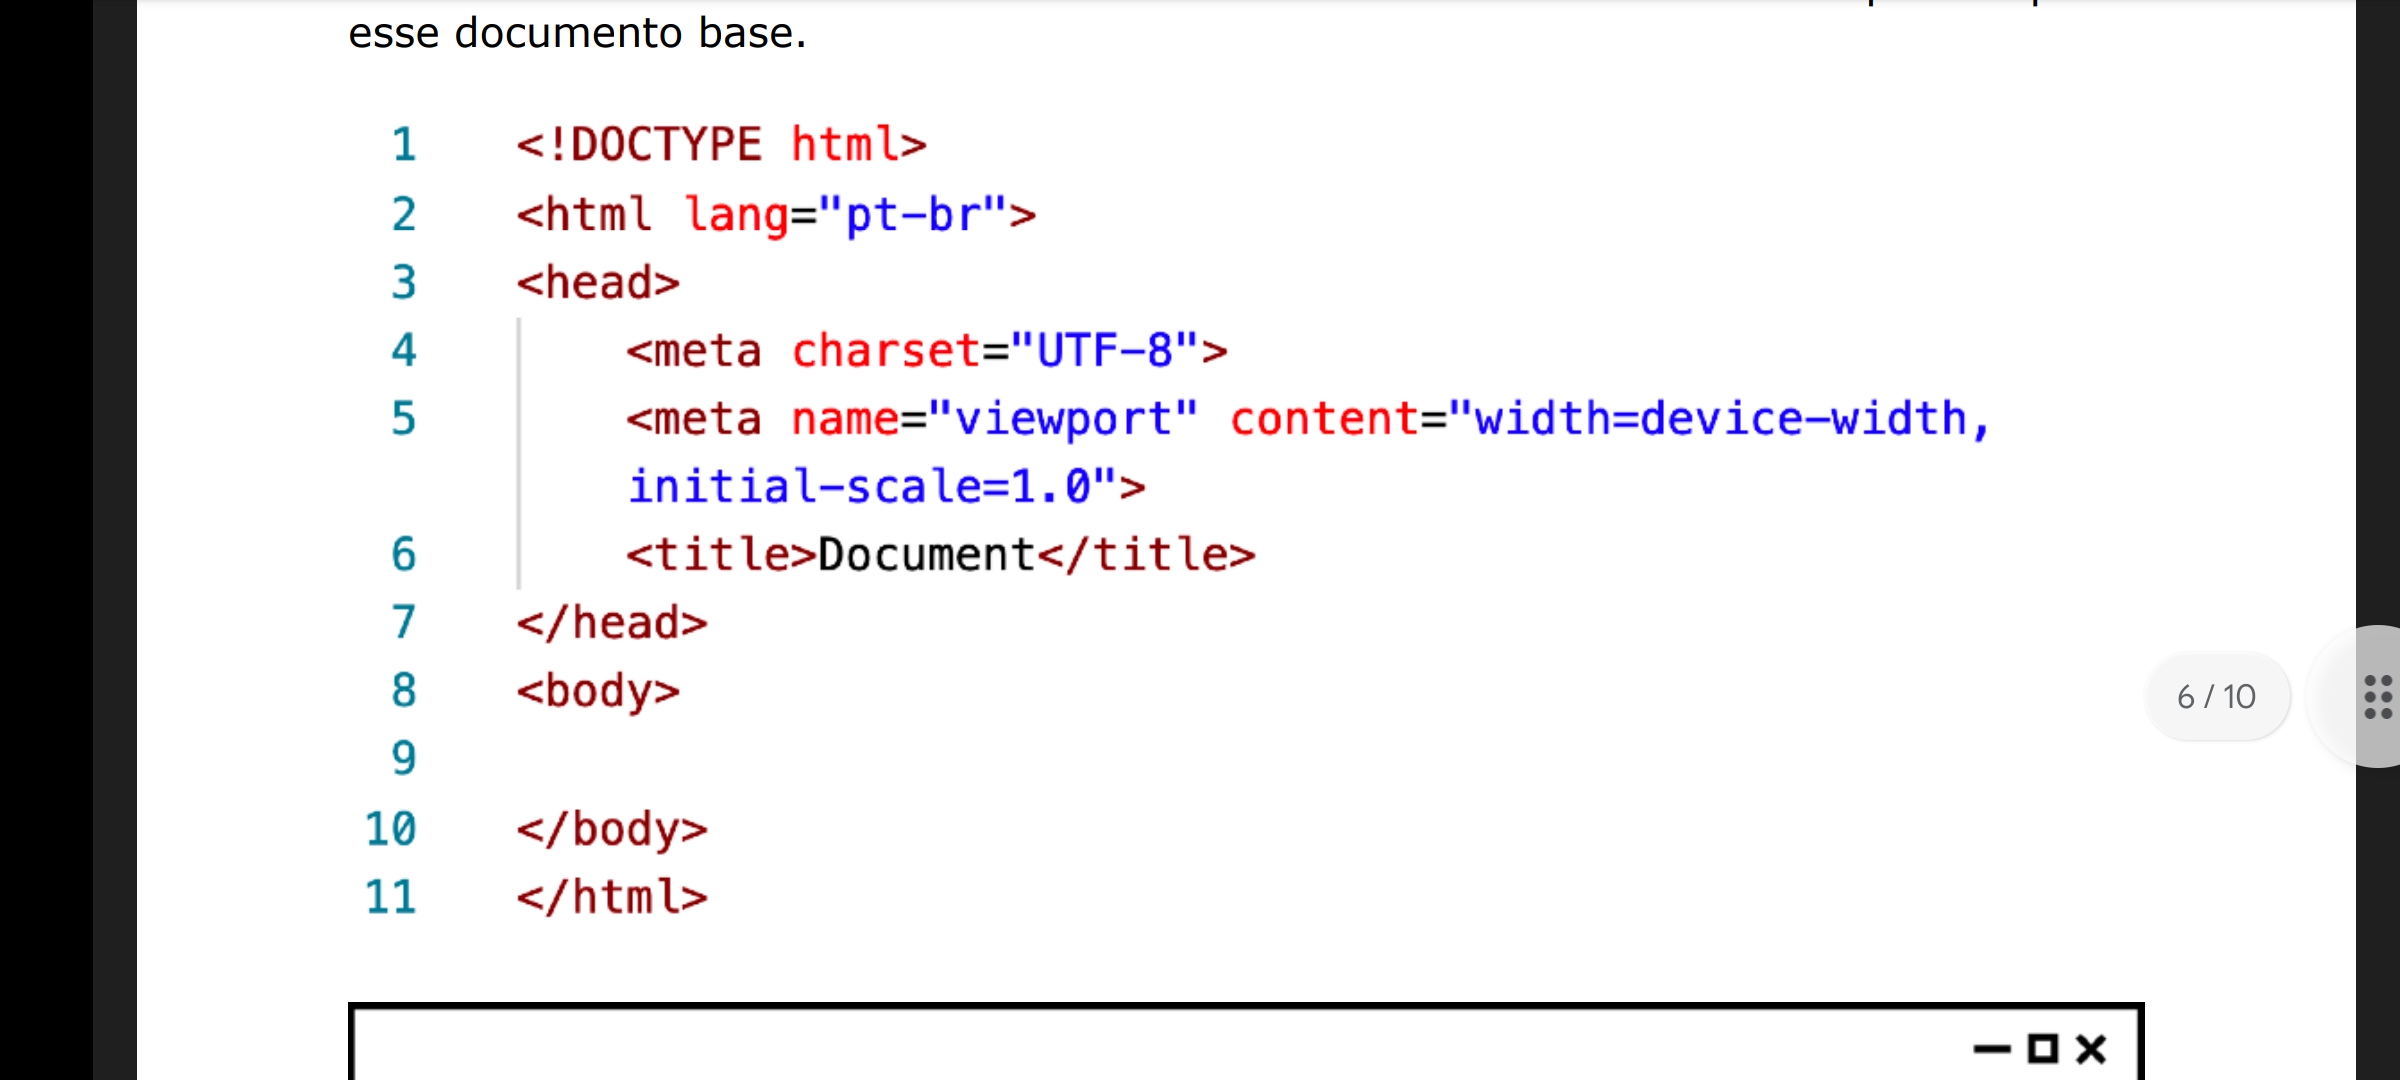 esse documento base.
1 <!DOCTYPE html>
2 <html lang="pt-br">
3 <head>
4 <meta charset="UTF-8">
5 <meta name="viewport" content="width=device-width,
initial-scale=1.0">
6 <title>Document</title>
7 </head>
8 <body>
9
10 </body>
11 </html>
6 / 10